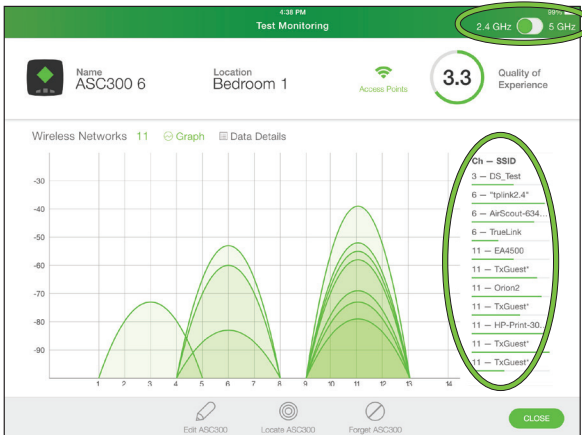 4:38 PM
99%
Test Monitoring
2.4 GHz
5 GHz
Name
ASC300 6
Location
Bedroom 1
Access Points
3.3
Quality of
Experience
Wireless Networks 11
Graph
Data Details
Ch — SSID
3 — DS_Test
6 — "tplink2.4"
6 — AirScout-634...
6 — TrueLink
11 — EA4500
11 — TxGuest"
11 — Orion2
11 — TxGuest"
11 — HP-Print-30...
11 — TxGuest"
11 — TxGuest"
-30
-40
-50
-60
-70
-80
-90
1 2 3 4 5 6 7 8 9 10 11 12 13 14
Edit ASC300
Locate ASC300
Forget ASC300
CLOSE